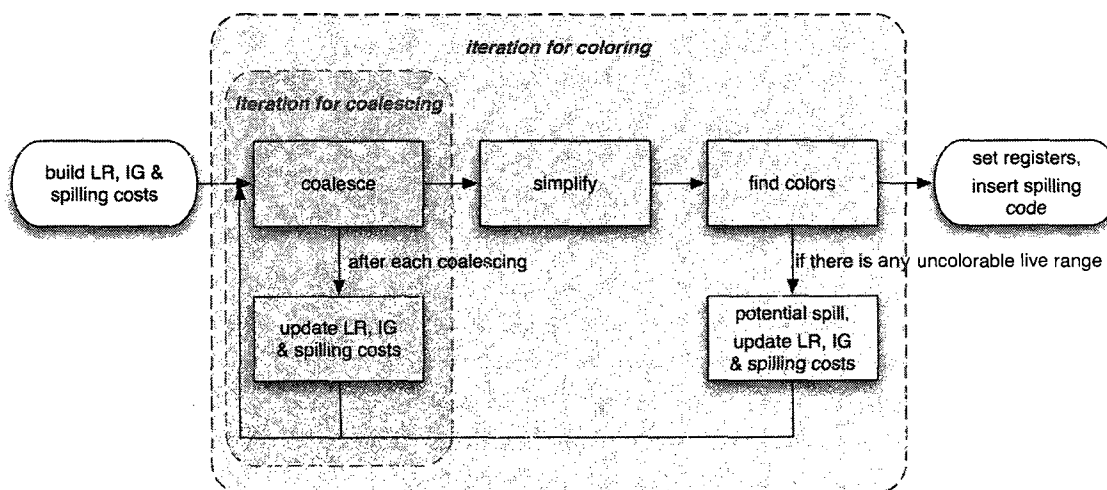 iteration for coloring
iteration for coalescing
build LR, IG &
spilling costs
coalesce
simplify
find colors
set registers,
insert spilling
code
after each coalescing
if there is any uncolorable live range
update LR, IG
& spilling costs
potential spill,
update LR, IG
& spilling costs